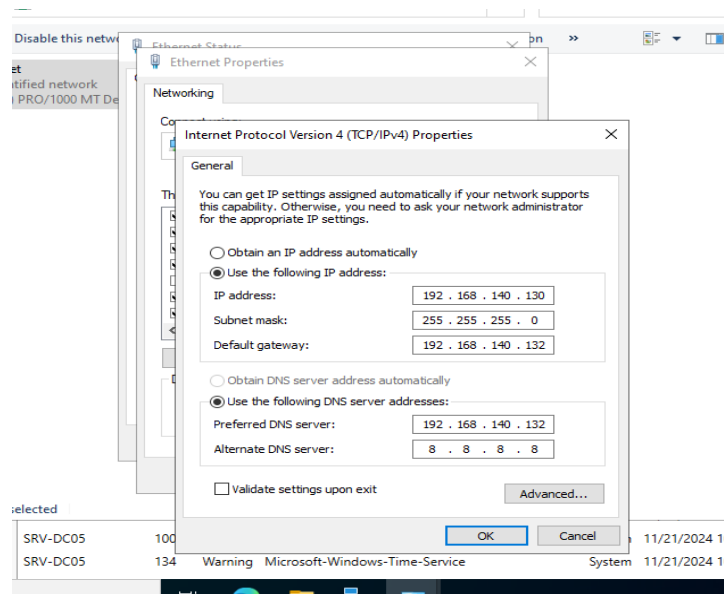 Disable this netwo
on
»
Ethernet Status
et
Ethernet Properties
tified network
) PRO/1000 MT De
Networking
Internet Protocol Version 4 (TCP/IPv4) Properties
General
Th
You can get IP settings assigned automatically if your network supports
this capability. Otherwise, you need to ask your network administrator
for the appropriate IP settings.
Obtain an IP address automatically
Use the following IP address:
IP address: 192 . 168 . 140 . 130
Subnet mask: 255 . 255 . 255 . 0
Default gateway: 192 . 168 . 140 . 132
Obtain DNS server address automatically
Use the following DNS server addresses:
Preferred DNS server: 192 . 168 . 140 . 132
Alternate DNS server: 8 . 8 . 8 . 8
Validate settings upon exit
Advanced...
selected
OK Cancel
SRV-DC05 100 11/21/2024 1
SRV-DC05 134 Warning Microsoft-Windows-Time-Service System 11/21/2024 1